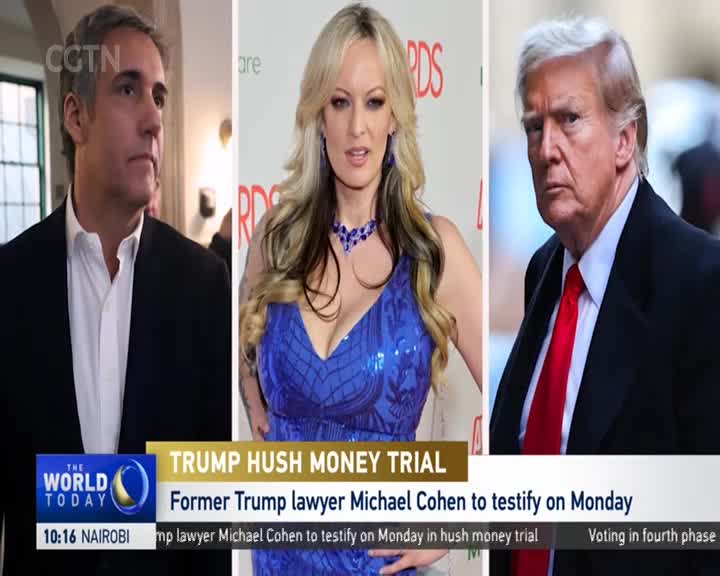 CGTN
are
RDS
RDS
A
TRUMP HUSH MONEY TRIAL
THE
WORLD
TODAY
Former Trump lawyer Michael Cohen to testify on Monday
10:16 NAIROBI
mp lawyer Michael Cohen to testify on Monday in hush money trial Voting in fourth phase